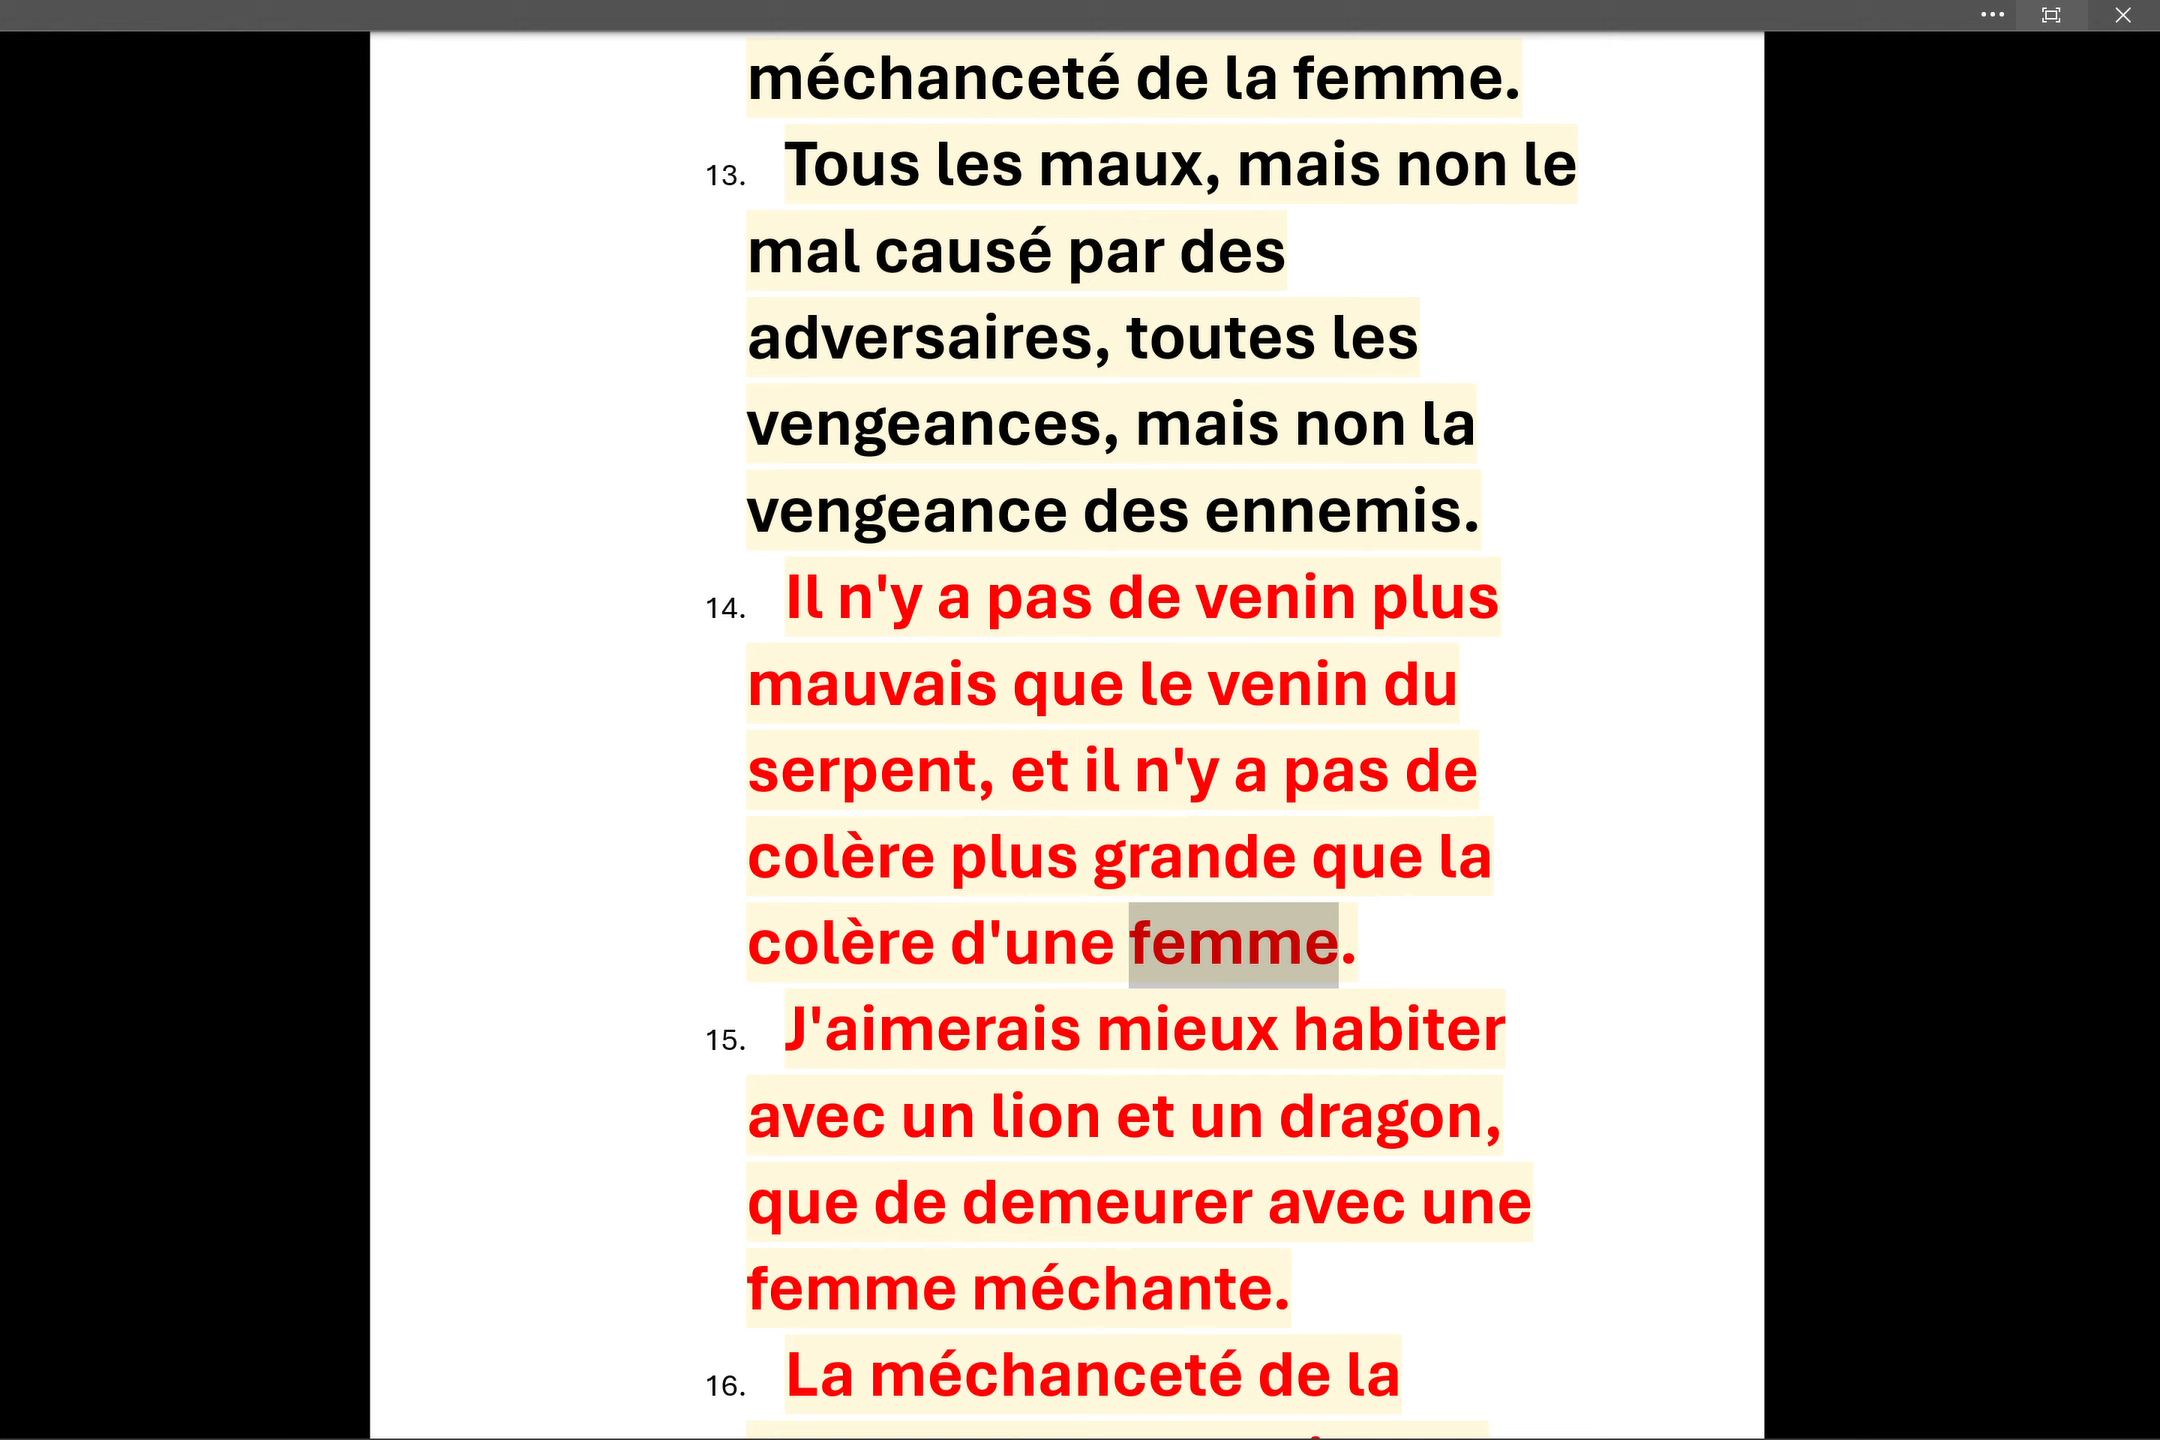 méchanceté de la femme.
13. Tous les maux, mais non le
mal causé par des
adversaires, toutes les
vengeances, mais non la
vengeance des ennemis.
14. Il n'y a pas de venin plus
mauvais que le venin du
serpent, et il n'y a pas de
colère plus grande que la
colère d'une femme.
15. J'aimerais mieux habiter
avec un lion et un dragon,
que de demeurer avec une
femme méchante.
16. La méchanceté de la